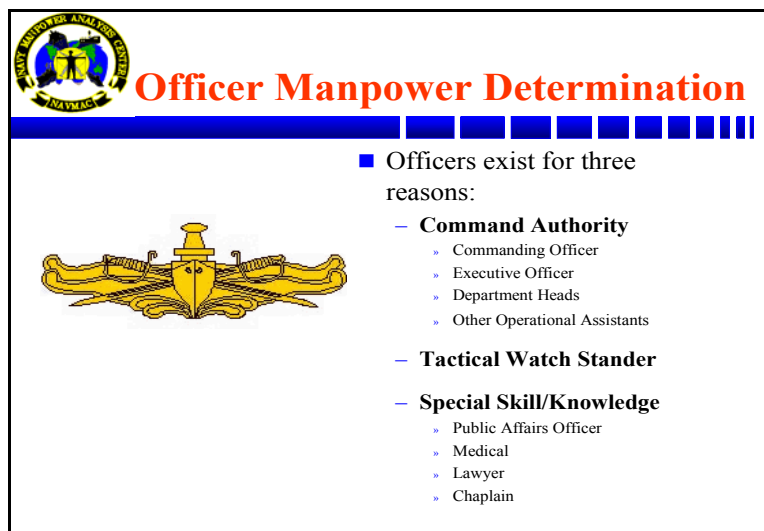 NAVY MANPOWER ANALYSIS CENTER
NAVMAC
Officer Manpower Determination
■ Officers exist for three
reasons:
– Command Authority
» Commanding Officer
» Executive Officer
» Department Heads
» Other Operational Assistants
– Tactical Watch Stander
– Special Skill/Knowledge
» Public Affairs Officer
» Medical
» Lawyer
» Chaplain